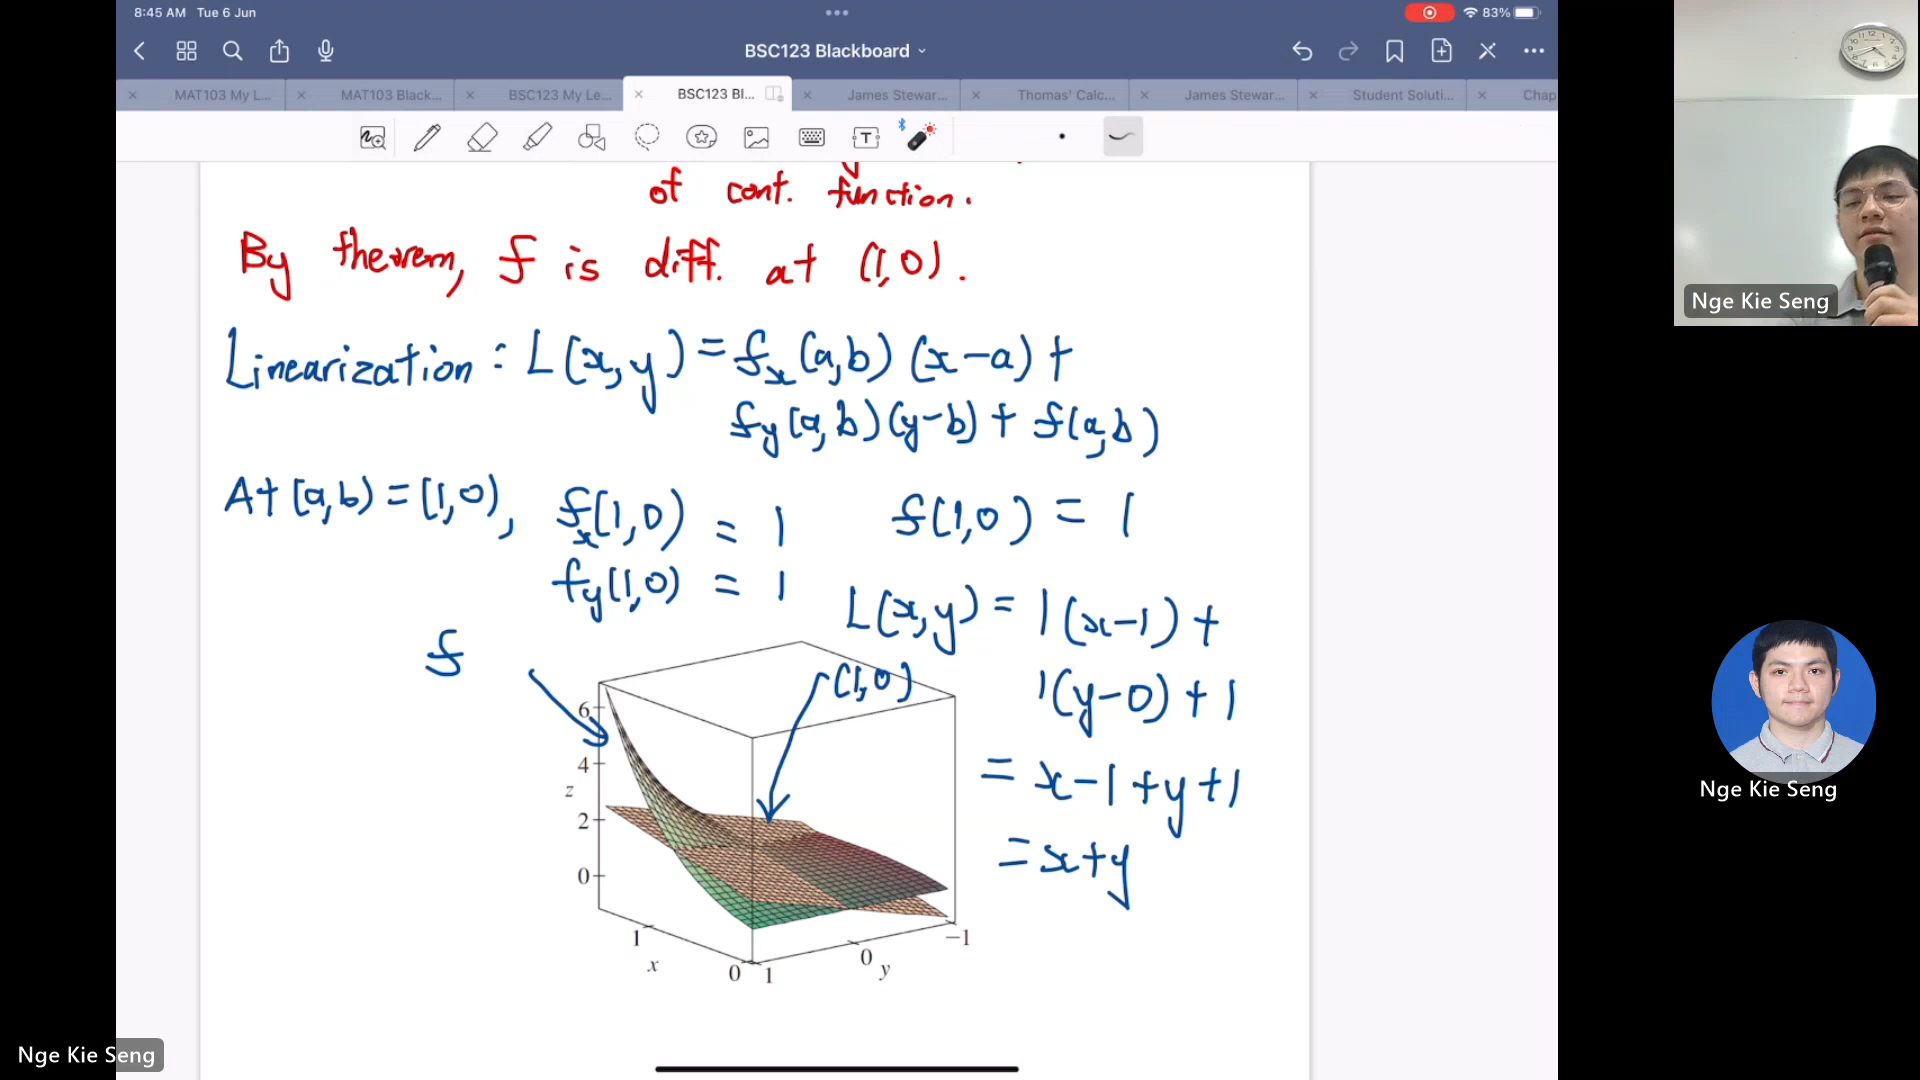 8:45 AM Tue 6 Jun
83%
BSC123 Blackboard
MAT103 My L...
MAT103 Black...
BSC123 My Le...
BSC123 Bl...
James Stewar...
Thomas' Calc...
James Stewar...
Student Soluti...
Chap
of cont. function.
By theorem, f is diff. at (1,0).
Linearization : L(x,y) = fx(a,b)(x-a) +
fy(a,b)(y-b) + f(a,b)
At (a,b) = (1,0), fx(1,0) = 1 f(1,0) = 1
fy(1,0) = 1
L(x,y) = 1(x-1) +
1(y-0) + 1
= x-1+y+1
= x+y
f
(1,0)
6
4
z
2
0
1
x
0
1
0
y
-1
Nge Kie Seng
Nge Kie Seng
Nge Kie Seng